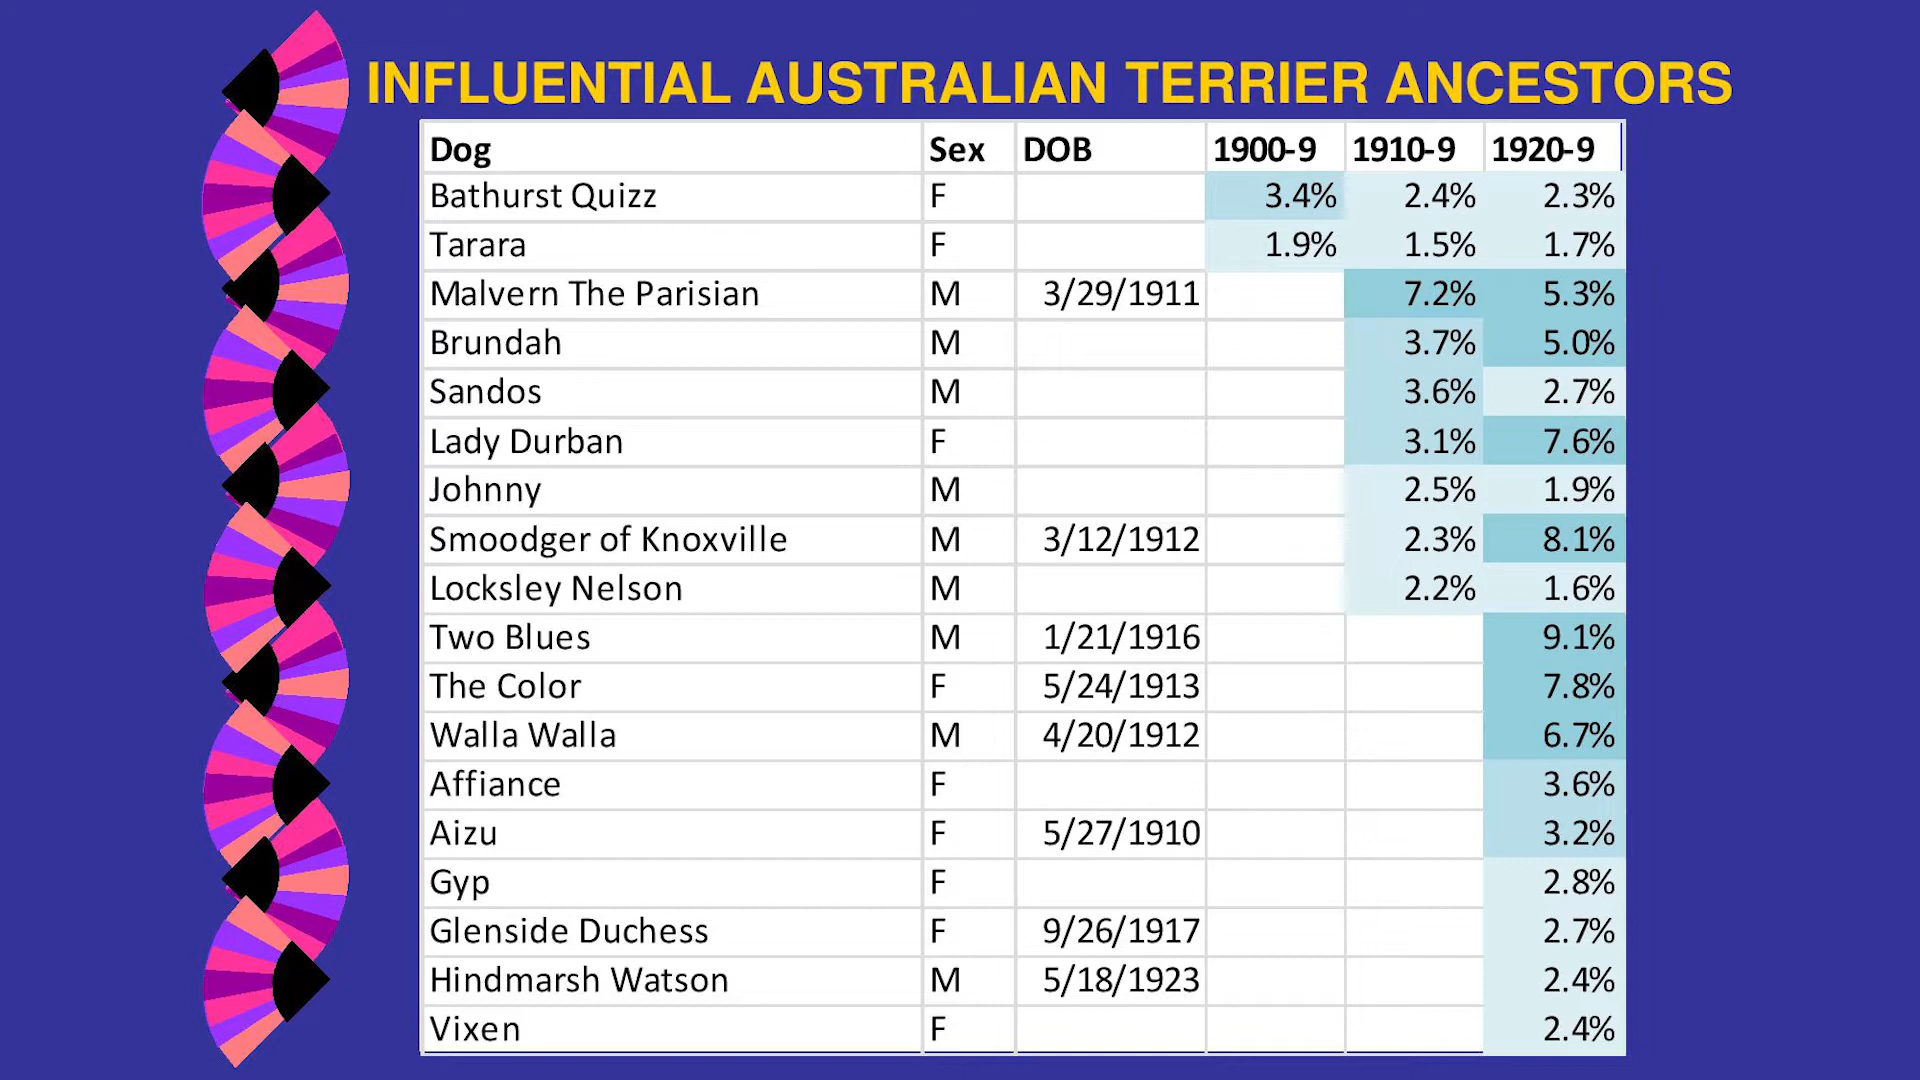 INFLUENTIAL AUSTRALIAN TERRIER ANCESTORS
Dog Sex DOB 1900-9 1910-9 1920-9
Bathurst Quizz F 3.4% 2.4% 2.3%
Tarara F 1.9% 1.5% 1.7%
Malvern The Parisian M 3/29/1911 7.2% 5.3%
Brundah M 3.7% 5.0%
Sandos M 3.6% 2.7%
Lady Durban F 3.1% 7.6%
Johnny M 2.5% 1.9%
Smoodger of Knoxville M 3/12/1912 2.3% 8.1%
Locksley Nelson M 2.2% 1.6%
Two Blues M 1/21/1916 9.1%
The Color F 5/24/1913 7.8%
Walla Walla M 4/20/1912 6.7%
Affiance F 3.6%
Aizu F 5/27/1910 3.2%
Gyp F 2.8%
Glenside Duchess F 9/26/1917 2.7%
Hindmarsh Watson M 5/18/1923 2.4%
Vixen F 2.4%